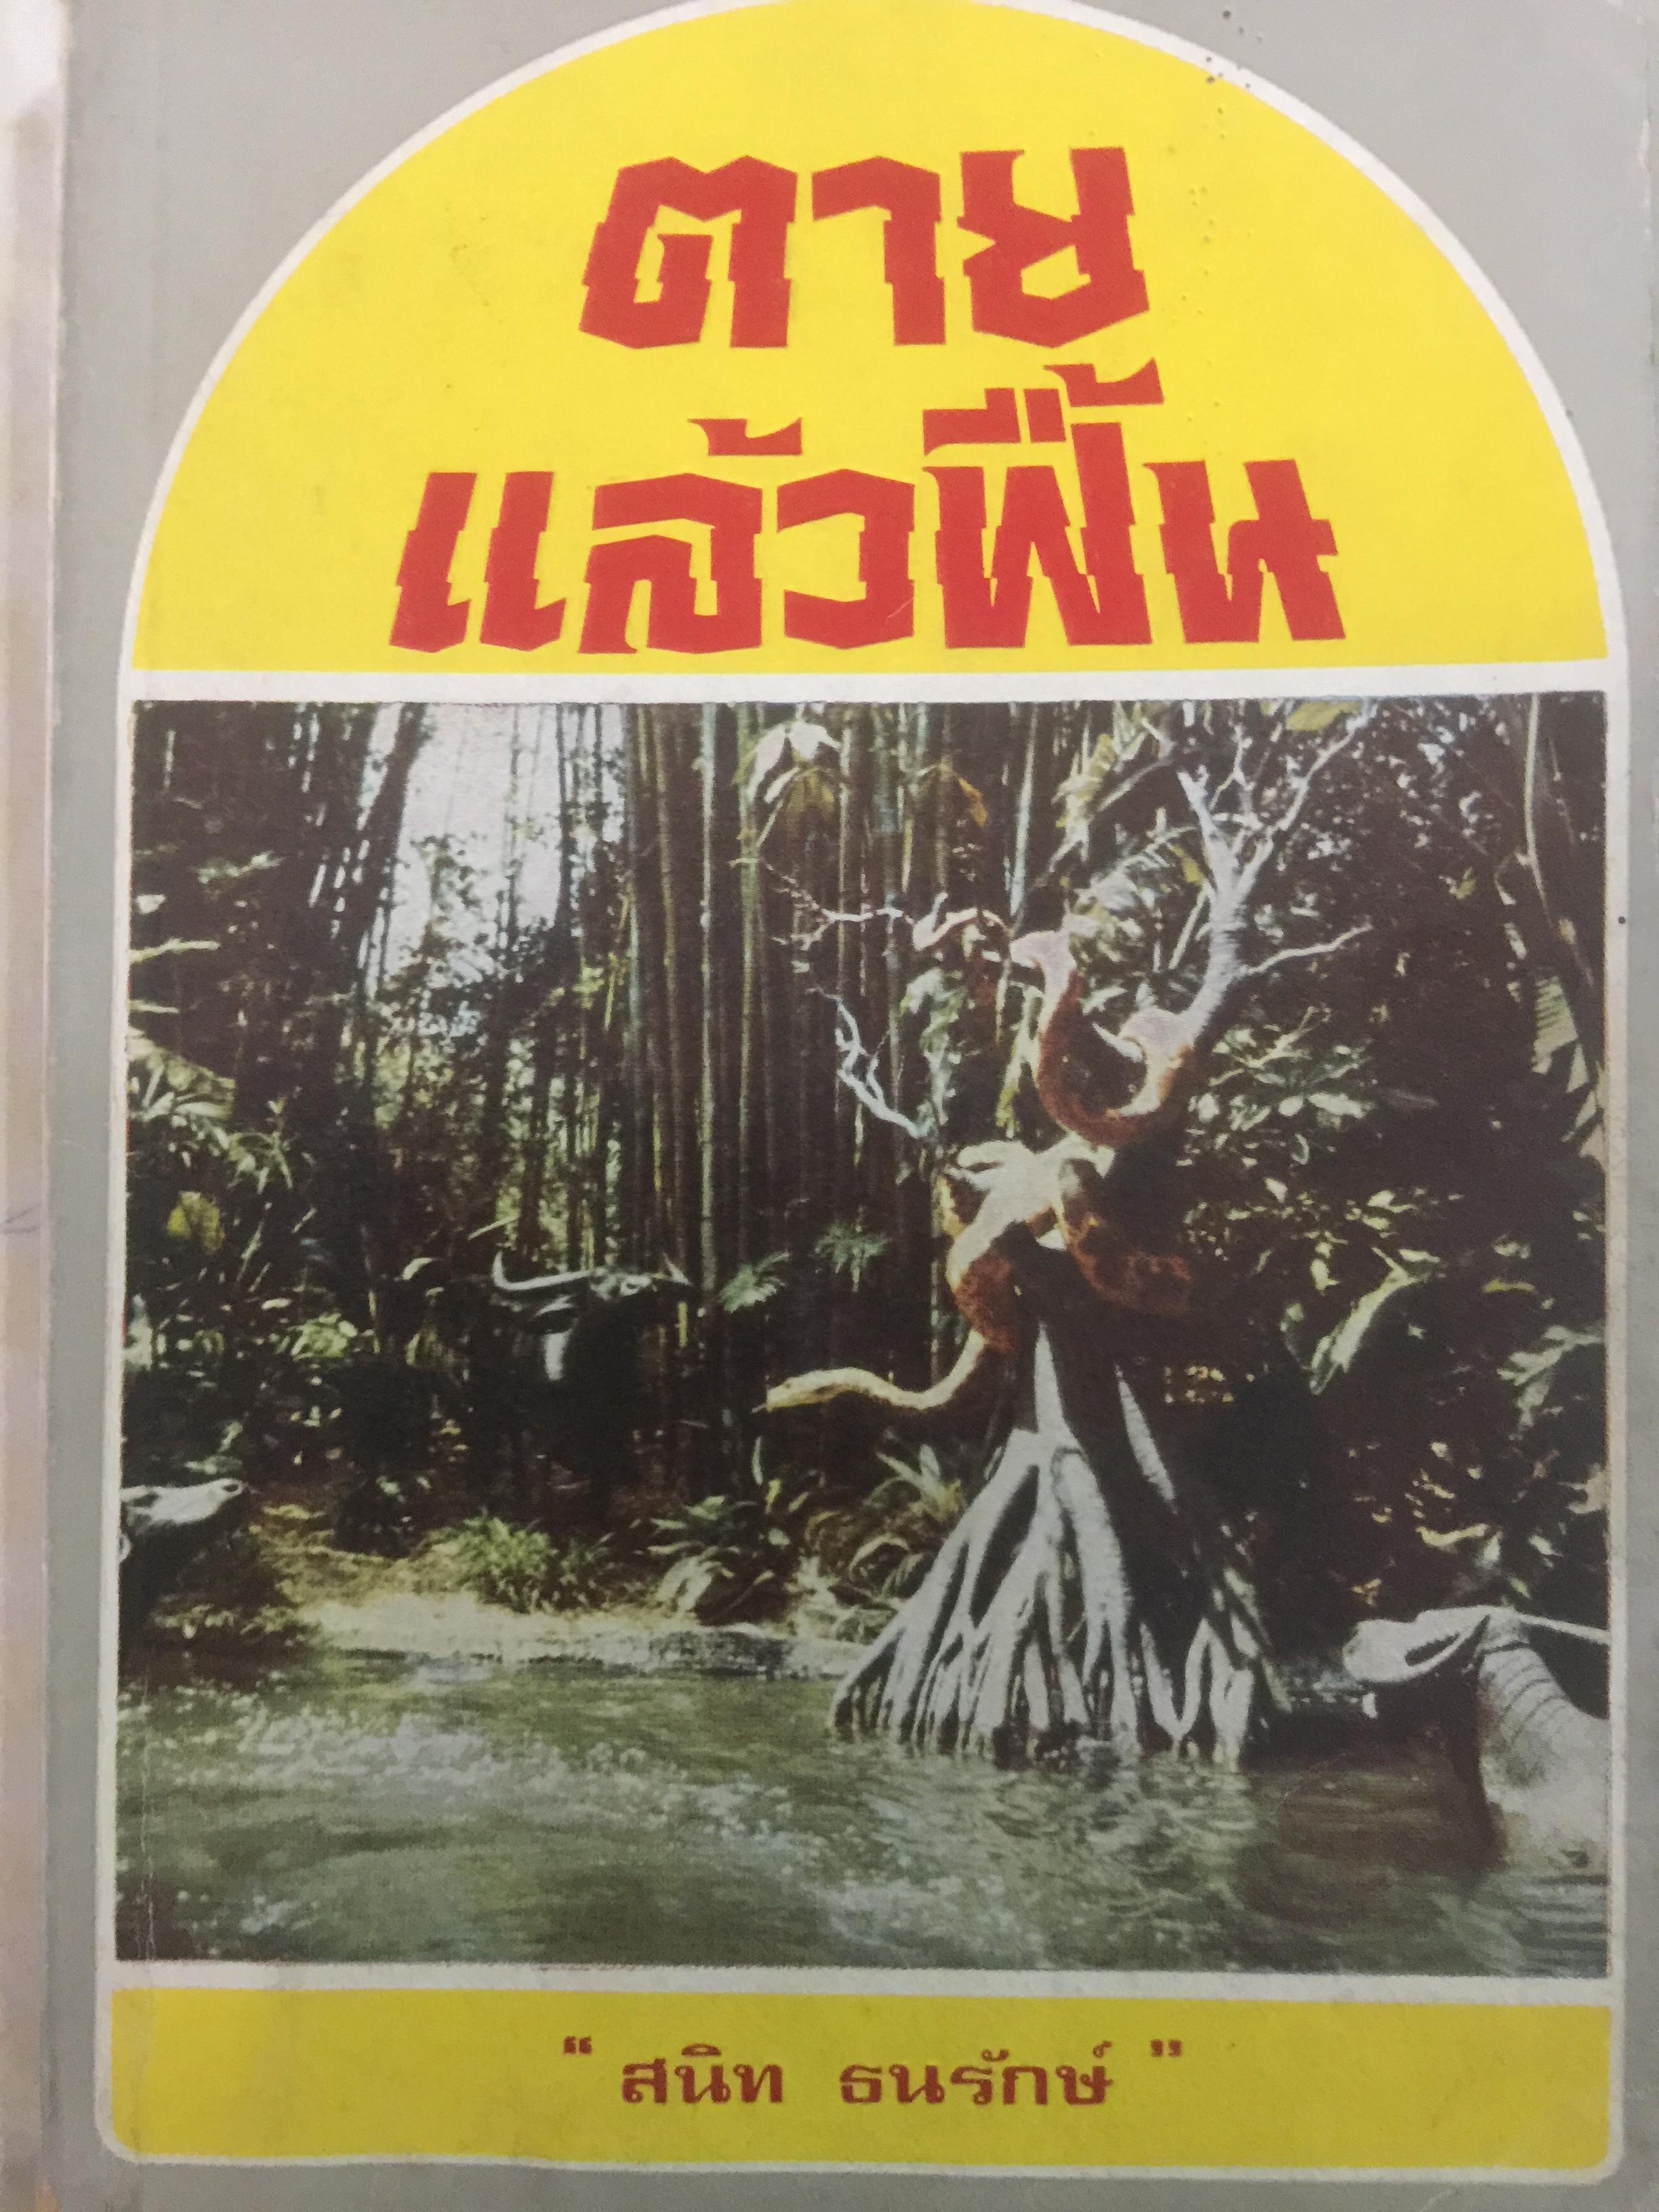 ตาย
แล้วฟื้น
“ สนิท ธนรักษ์ ”